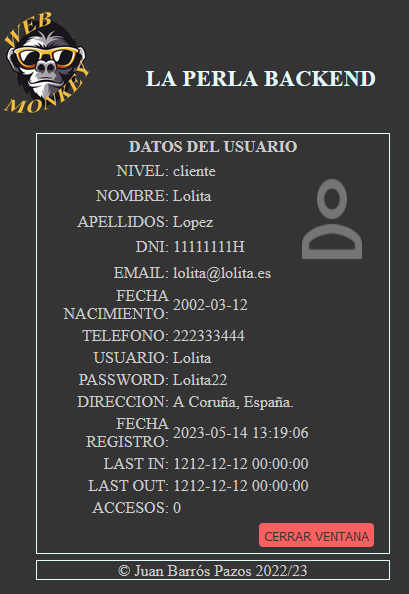 WEB
MONKEY
LA PERLA BACKEND
DATOS DEL USUARIO
NIVEL: cliente
NOMBRE: Lolita
APELLIDOS: Lopez
DNI: 11111111H
EMAIL: lolita@lolita.es
FECHA
NACIMIENTO: 2002-03-12
TELEFONO: 222333444
USUARIO: Lolita
PASSWORD: Lolita22
DIRECCION: A Coruña, España.
FECHA
REGISTRO: 2023-05-14 13:19:06
LAST IN: 1212-12-12 00:00:00
LAST OUT: 1212-12-12 00:00:00
ACCESOS: 0
CERRAR VENTANA
© Juan Barrós Pazos 2022/23